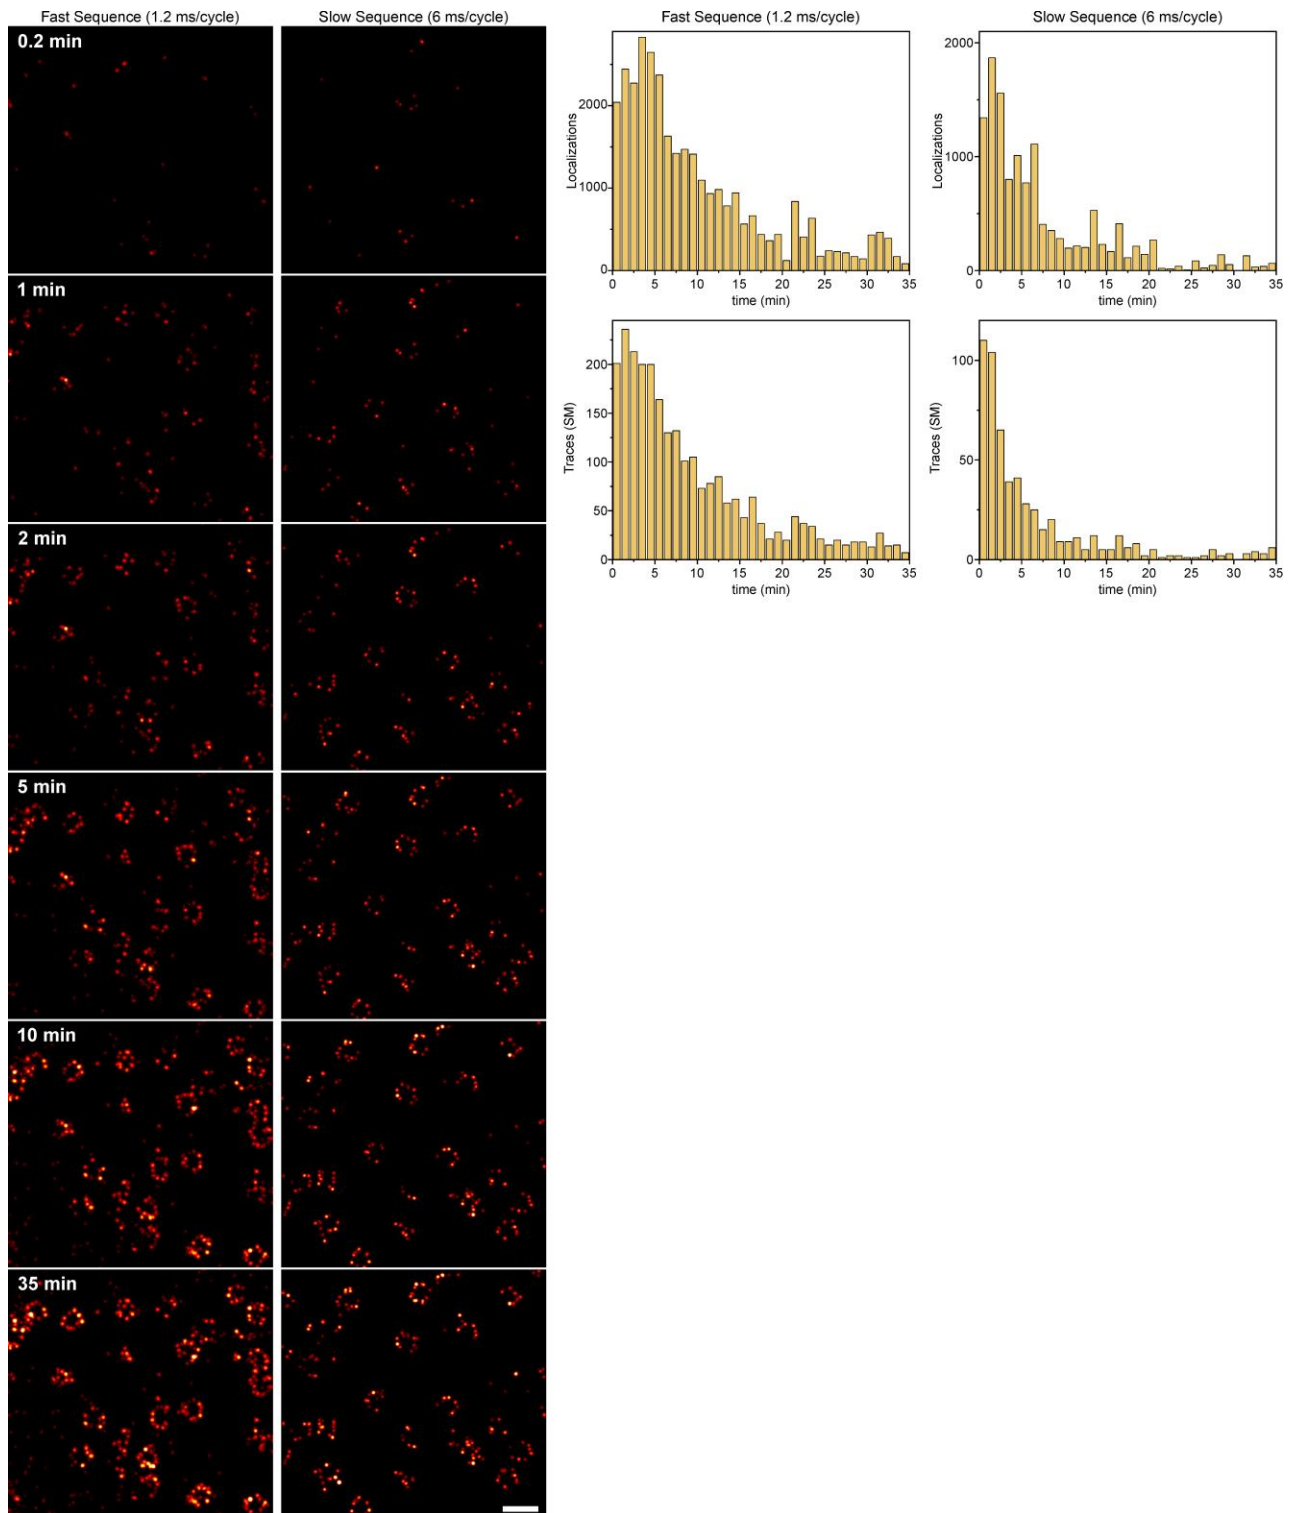 Fast Sequence (1.2 ms/cycle)
Slow Sequence (6 ms/cycle)
0.2 min
1 min
2 min
5 min
10 min
35 min
Fast Sequence (1.2 ms/cycle)
Localizations
2000
1000
0
0 5 10 15 20 25 30 35
time (min)
Slow Sequence (6 ms/cycle)
Localizations
2000
1000
0
0 5 10 15 20 25 30 35
time (min)
Traces (SM)
200
150
100
50
0
0 5 10 15 20 25 30 35
time (min)
Traces (SM)
100
50
0
0 5 10 15 20 25 30 35
time (min)